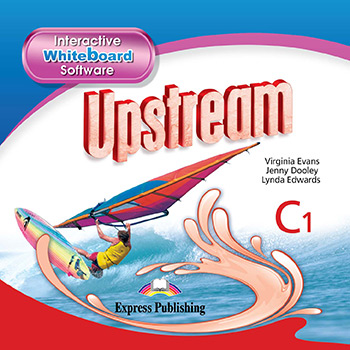 Interactive
WhiteBoard
Software
Upstream
Virginia Evans
Jenny Dooley
Lynda Edwards
C1
Express Publishing